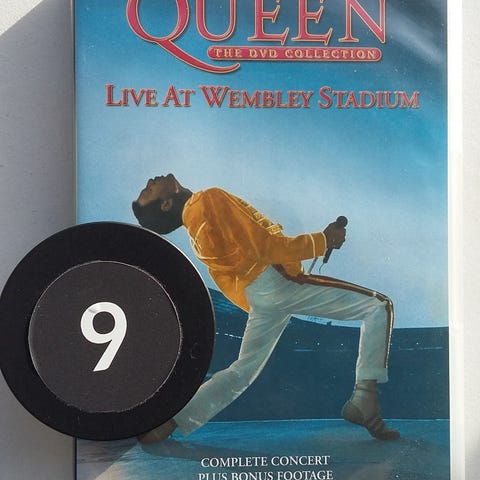 QUEEN
THE DVD COLLECTION
LIVE AT WEMBLEY STADIUM
9
COMPLETE CONCERT
PLUS BONUS FOOTAGE